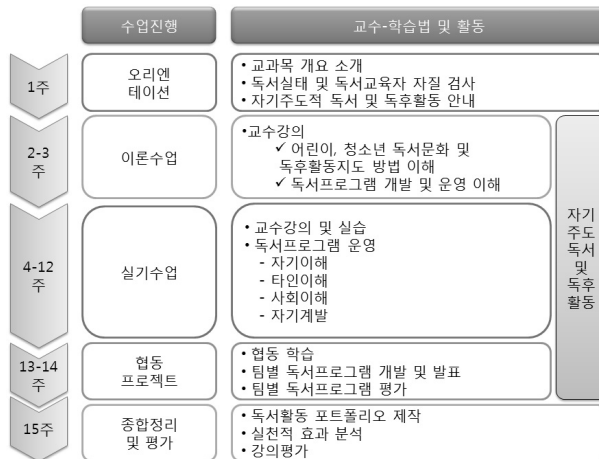 수업진행
교수-학습법 및 활동
1주
오리엔
테이션
• 교과목 개요 소개
• 독서실태 및 독서교육자 자질 검사
• 자기주도적 독서 및 독후활동 안내
2-3
주
이론수업
•교수강의
✓ 어린이, 청소년 독서문화 및
독후활동지도 방법 이해
✓ 독서프로그램 개발 및 운영 이해
4-12
주
실기수업
• 교수강의 및 실습
• 독서프로그램 운영
- 자기이해
- 타인이해
- 사회이해
- 자기계발
자기
주도
독서
및
독후
활동
13-14
주
협동
프로젝트
• 협동 학습
• 팀별 독서프로그램 개발 및 발표
• 팀별 독서프로그램 평가
15주
종합정리
및 평가
• 독서활동 포트폴리오 제작
• 실천적 효과 분석
• 강의평가